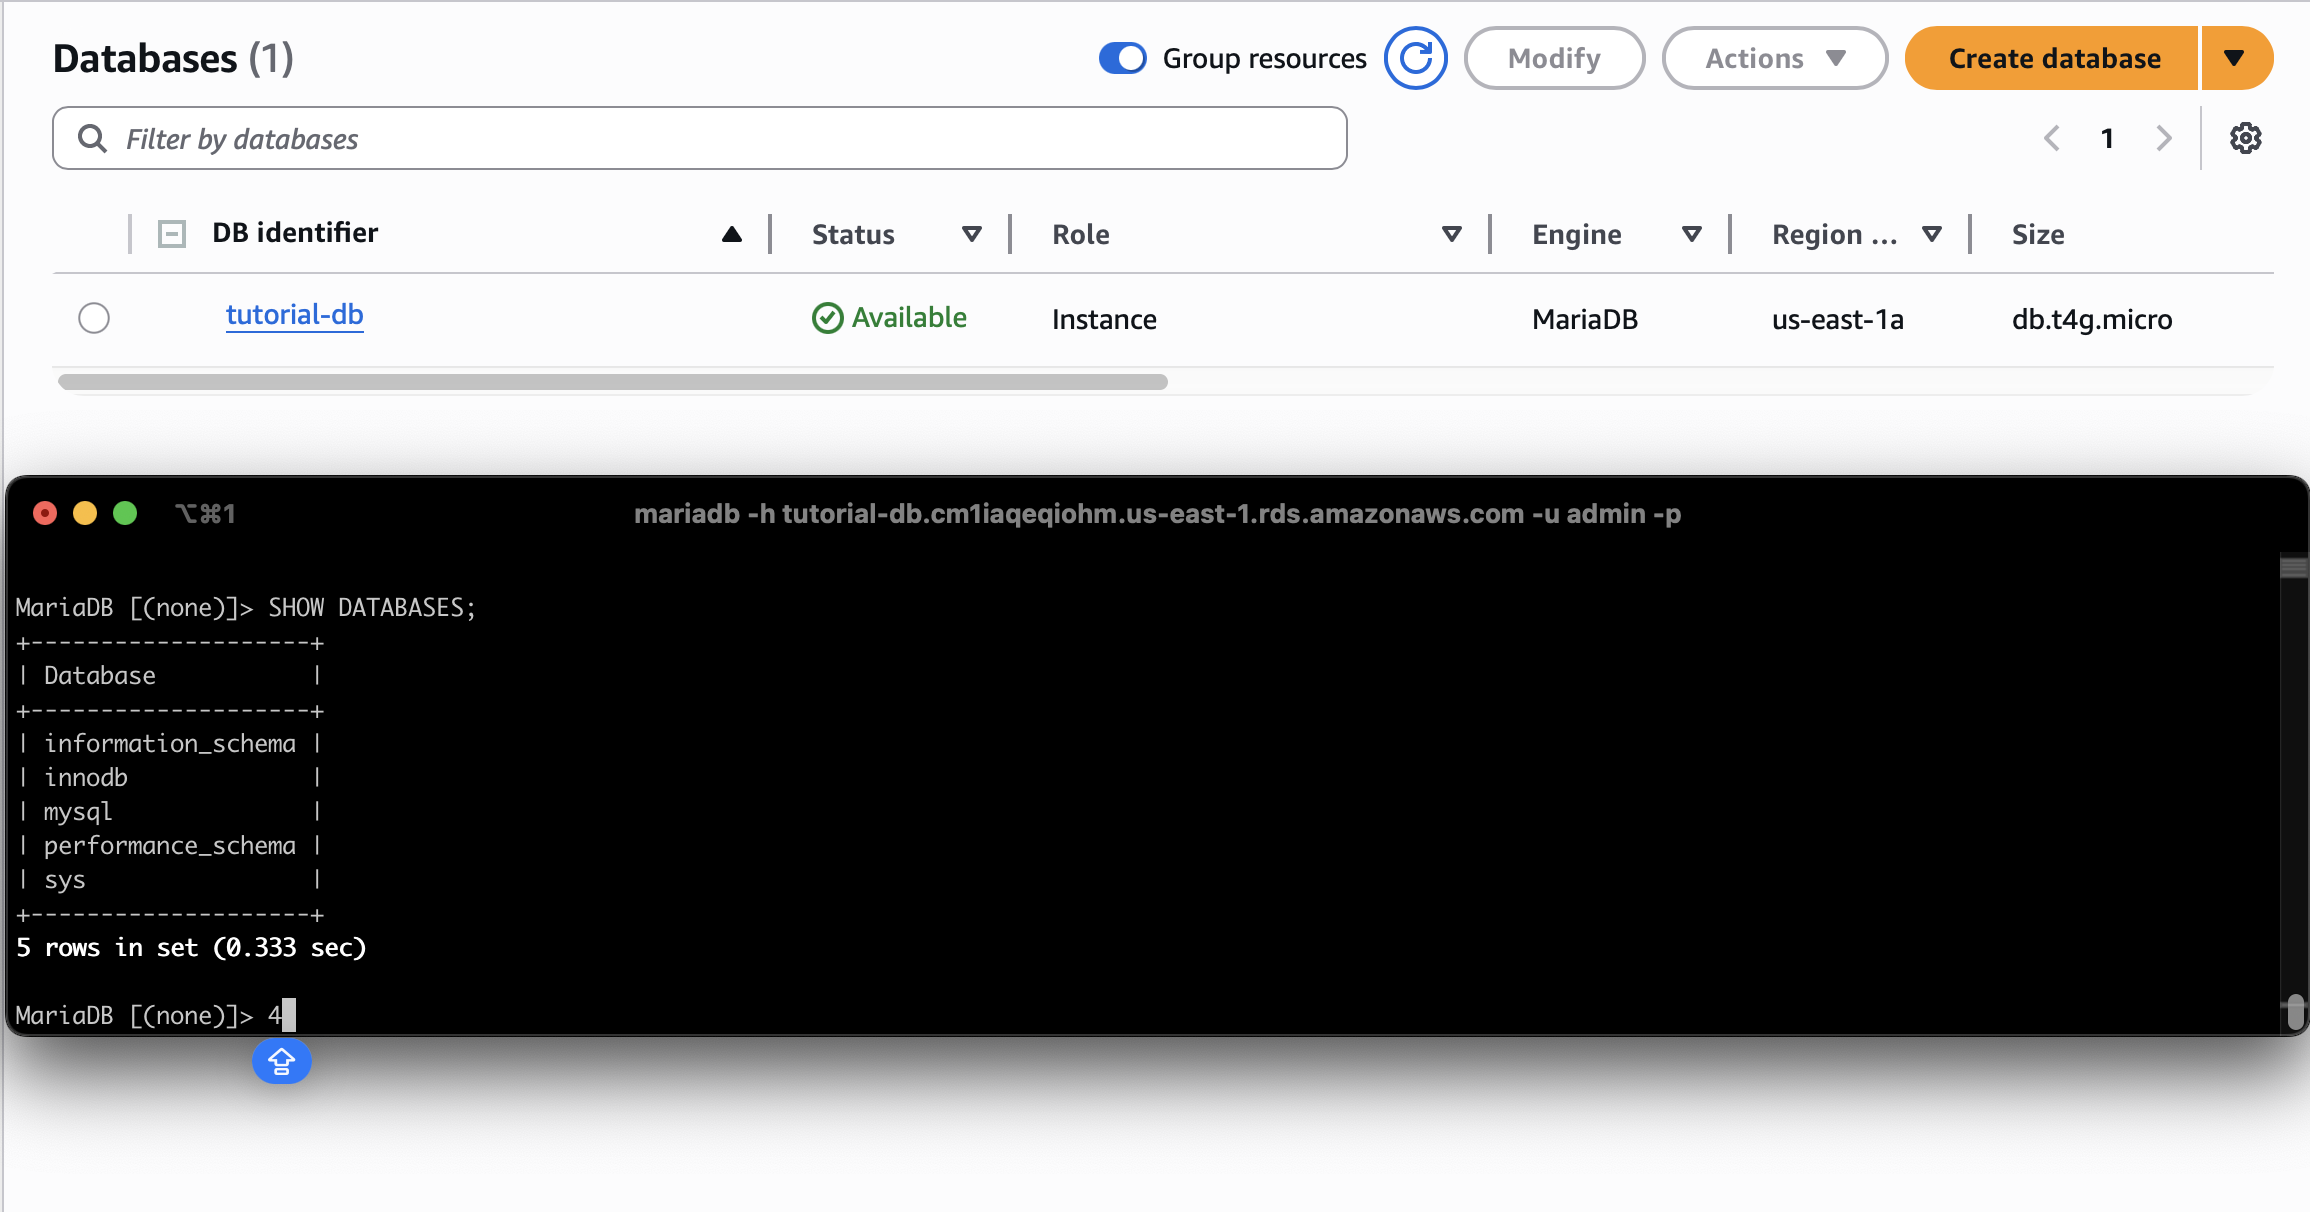 Databases (1)
Group resources
Modify
Actions
Create database
Filter by databases
1
DB identifier
Status
Role
Engine
Region ...
Size
tutorial-db
Available
Instance
MariaDB
us-east-1a
db.t4g.micro
⌥⌘1
mariadb -h tutorial-db.cm1iaqeqiohm.us-east-1.rds.amazonaws.com -u admin -p
MariaDB [(none)]> SHOW DATABASES;
+--------------------+
| Database           |
+--------------------+
| information_schema |
| innodb             |
| mysql              |
| performance_schema |
| sys                |
+--------------------+
5 rows in set (0.333 sec)
MariaDB [(none)]> 4